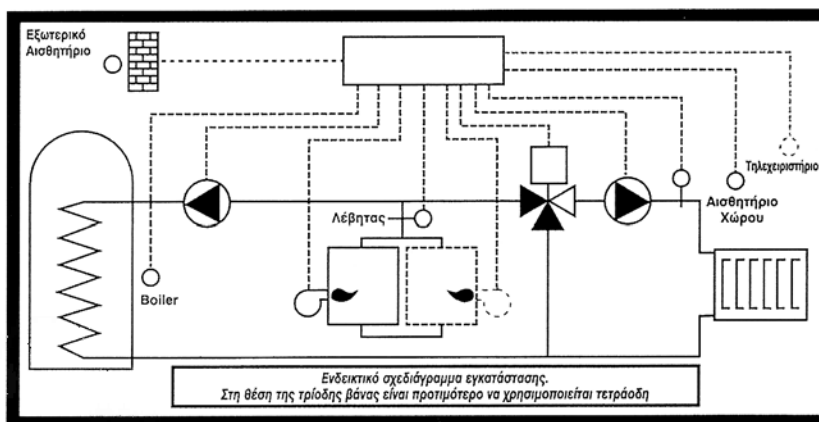 Εξωτερικό
Αισθητήριο
Τηλεχειριστήριο
Αισθητήριο
Χώρου
Λέβητας
Boiler
Ενδεικτικό σχεδιάγραμμα εγκατάστασης.
Στη θέση της τρίοδης βάνας είναι προτιμότερο να χρησιμοποιείται τετράοδη